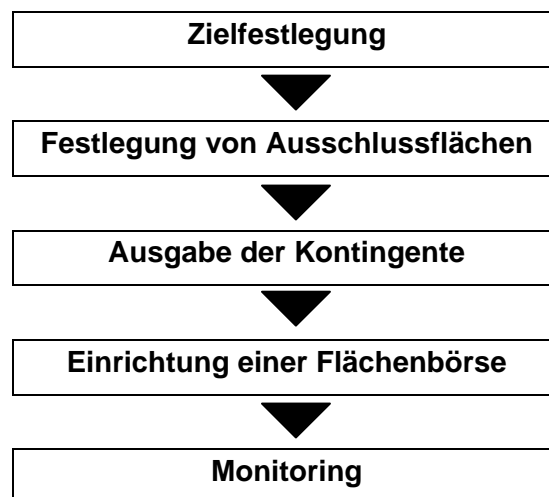 Zielfestlegung
Festlegung von Ausschlussflächen
Ausgabe der Kontingente
Einrichtung einer Flächenbörse
Monitoring